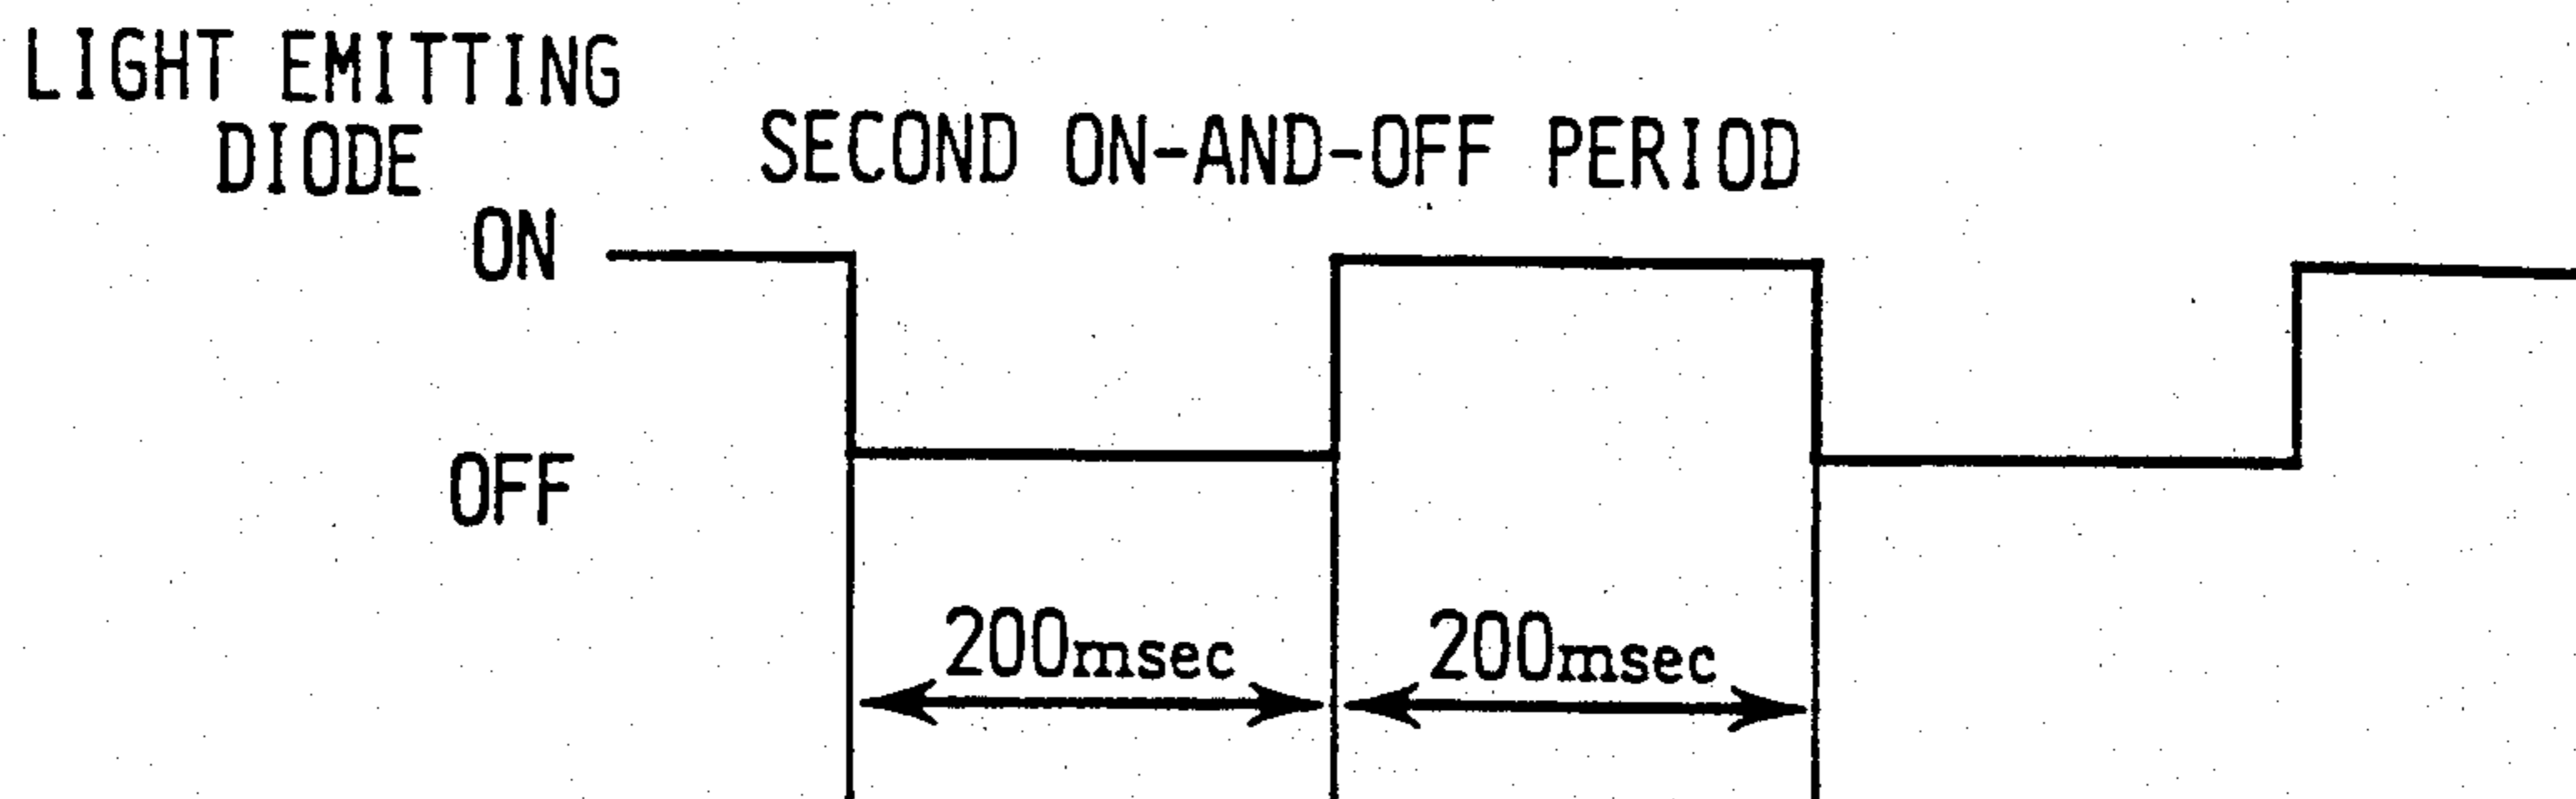 LIGHT EMITTING
DIODE
SECOND ON-AND-OFF PERIOD
ON
OFF
200msec
200msec